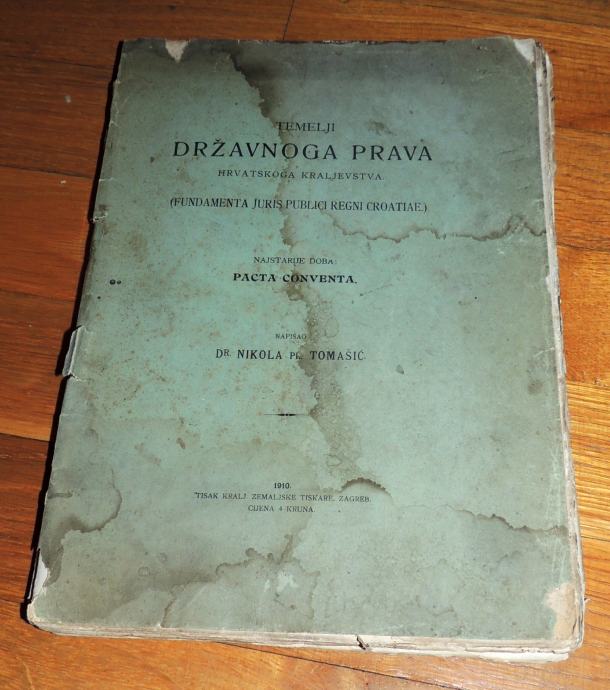 TEMELJI
DRŽAVNOGA PRAVA
HRVATSKOGA KRALJEVSTVA.
(FUNDAMENTA JURIS PUBLICI REGNI CROATIAE.)
NAJSTARIJE DOBA:
PACTA CONVENTA.
NAPISAO
DR. NIKOLA PL. TOMAŠIĆ.
1910.
TISAK KRALJ. ZEMALJSKE TISKARE, ZAGREB.
CIJENA 4 KRUNA.